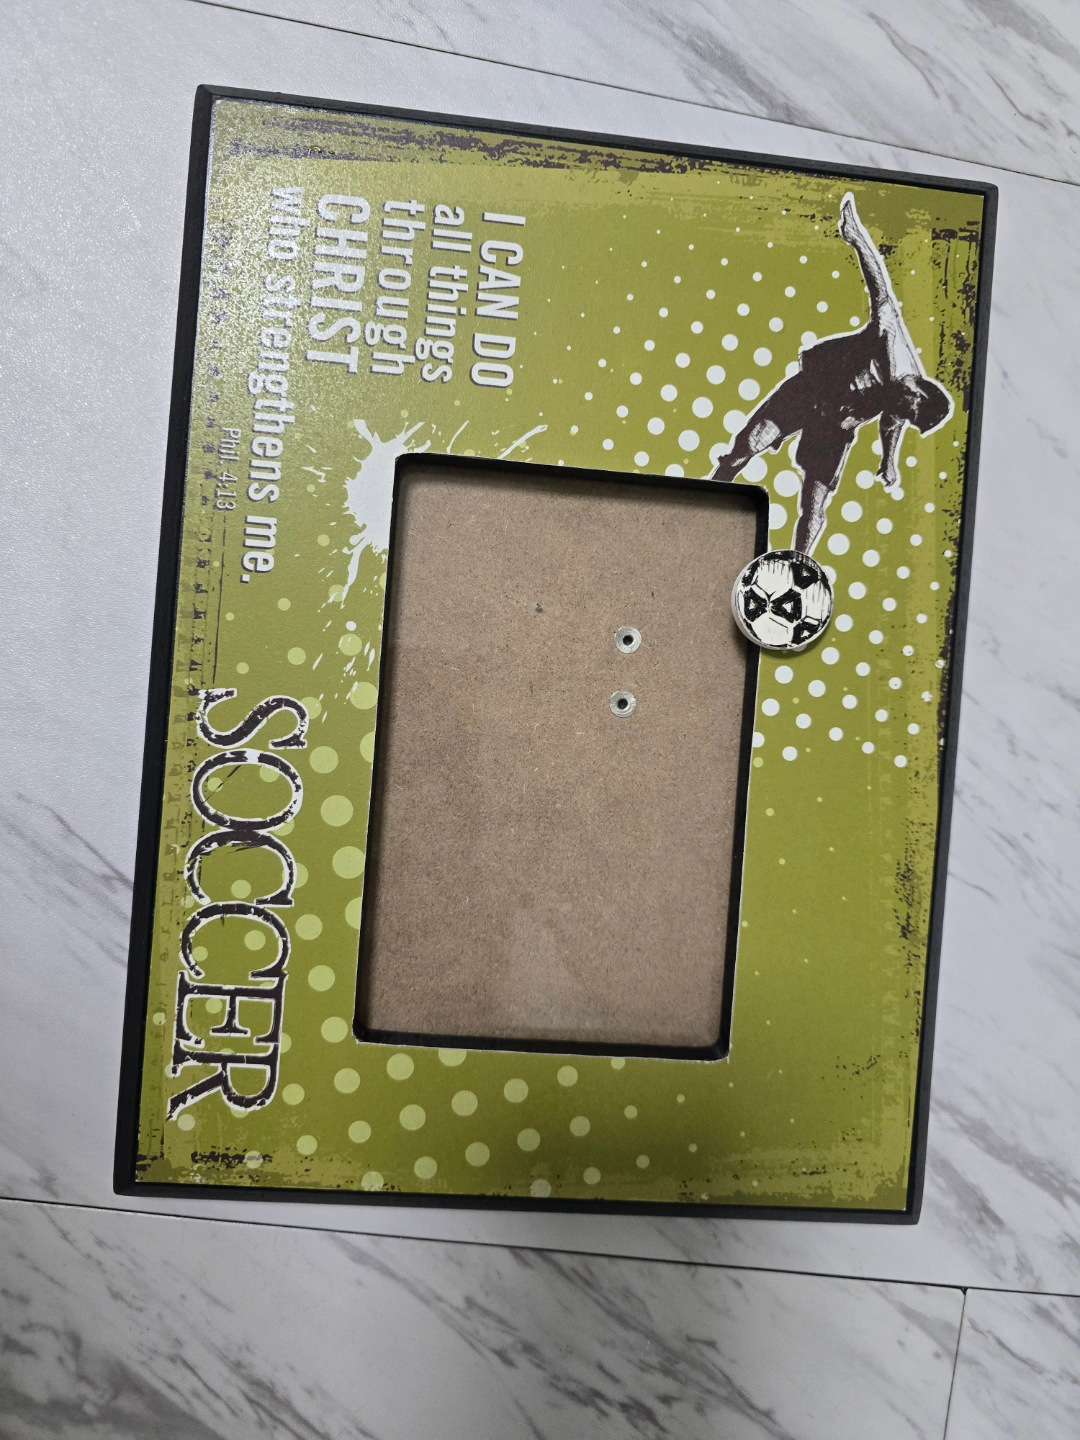 I CAN DO
all things
through
CHRIST
who strengthens me.
Phil. 4:13
SOCCER